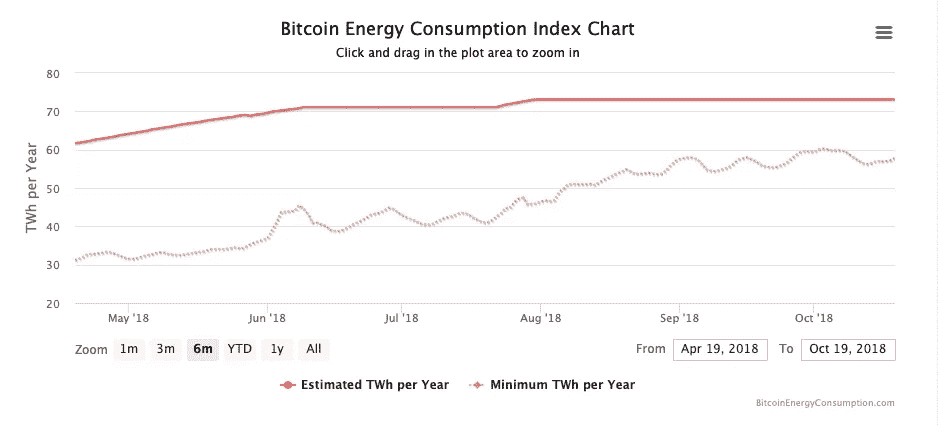 Bitcoin Energy Consumption Index Chart
Click and drag in the plot area to zoom in
TWh per Year
80
70
60
50
40
30
20
May '18 Jun '18 Jul '18 Aug '18 Sep '18 Oct '18
Zoom 1m 3m 6m YTD 1y All From Apr 19, 2018 To Oct 19, 2018
Estimated TWh per Year Minimum TWh per Year
BitcoinEnergyConsumption.com